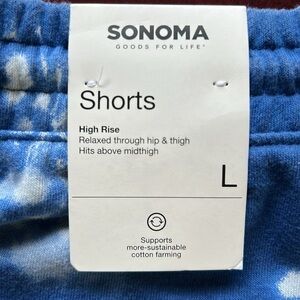 SONOMA
GOODS FOR LIFE
Shorts
High Rise
Relaxed through hip & thigh
Hits above midthigh
L
Supports
more-sustainable
cotton farming